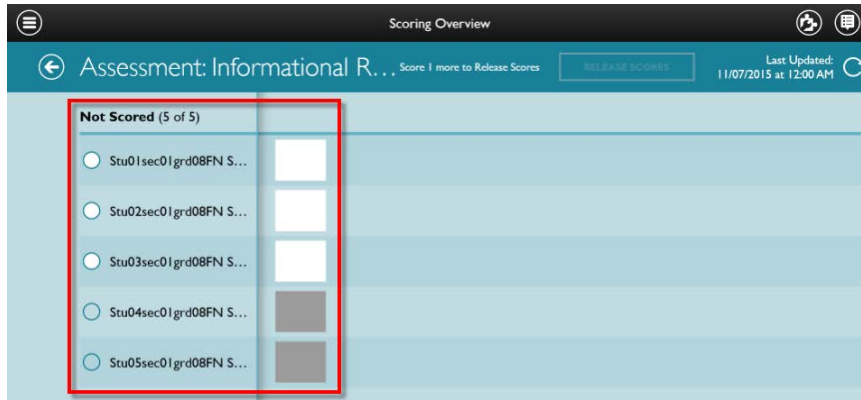 Scoring Overview
Assessment: Informational R... Score 1 more to Release Scores RELEASE SCORES Last Updated:
11/07/2015 at 12:00 AM
Not Scored (5 of 5)
Stu01sec01grd08FN S...
Stu02sec01grd08FN S...
Stu03sec01grd08FN S...
Stu04sec01grd08FN S...
Stu05sec01grd08FN S...